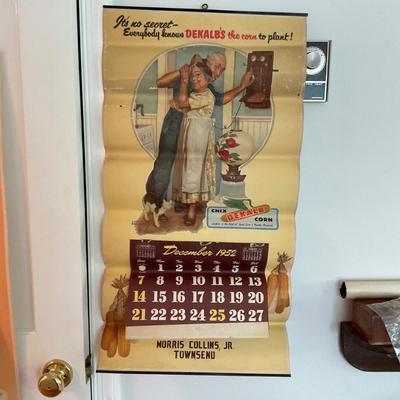 It's no secret-
Everybody knows DEKALB'S the corn to plant!
CHIX DEKALB CORN
December 1952
1 2 3 4 5 6
7 8 9 10 11 12 13
14 15 16 17 18 19 20
21 22 23 24 25 26 27
MORRIS COLLINS, JR.
TOWNSEND